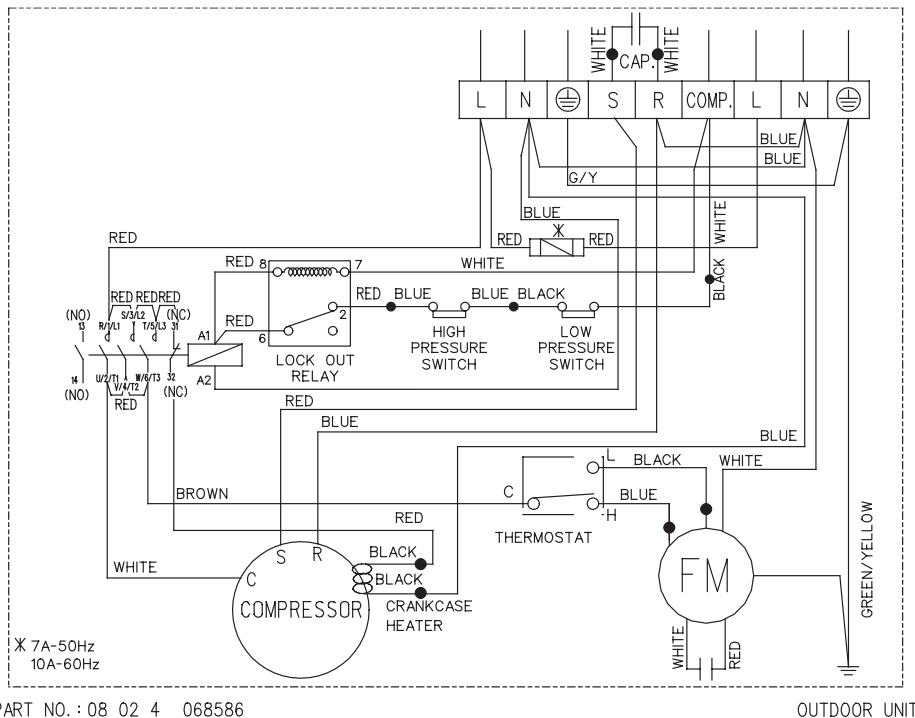 WHITE
CAP.
WHITE
L N S R COMP. L N
BLUE
BLUE
G/Y
BLUE
WHITE
RED
RED RED
RED 8 7 WHITE
BLACK
RED RED RED
S/3/L2
(NO) (NC)
13 R/1/L1 T/5/L3 31
RED BLUE BLUE BLACK
A1 RED 2
6
HIGH
PRESSURE
SWITCH
LOW
PRESSURE
SWITCH
LOCK OUT
RELAY
14 U/2/T1 W/6/T3 32 A2
V/4/T2
(NO) (NC)
RED
RED
BLUE
BLUE
L
BLACK WHITE
BROWN C BLUE
H
RED
THERMOSTAT
GREEN/YELLOW
S R
BLACK
WHITE C
BLACK
FM
COMPRESSOR
CRANKCASE
HEATER
WHITE
RED
7A-50Hz
10A-60Hz
PART NO.: 08 02 4 068586 OUTDOOR UNIT